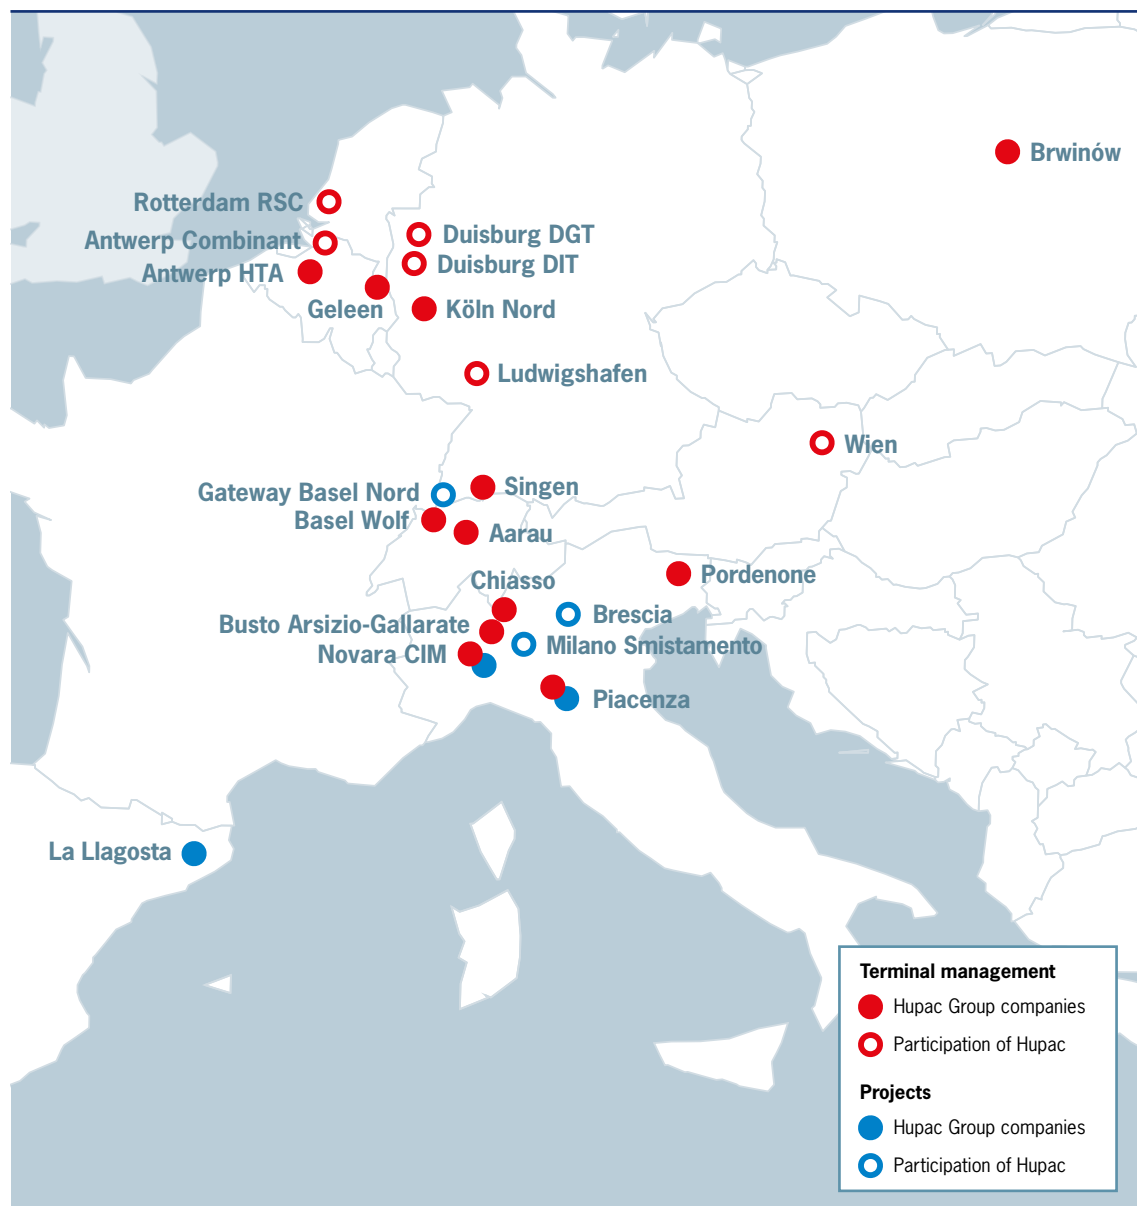 Brwinów
Rotterdam RSC
Antwerp Combinant
Antwerp HTA
Geleen
Duisburg DGT
Duisburg DIT
Köln Nord
Ludwigshafen
Wien
Gateway Basel Nord
Singen
Basel Wolf
Aarau
Chiasso
Pordenone
Brescia
Busto Arsizio-Gallarate
Milano Smistamento
Novara CIM
Piacenza
La Llagosta
Terminal management
Hupac Group companies
Participation of Hupac
Projects
Hupac Group companies
Participation of Hupac